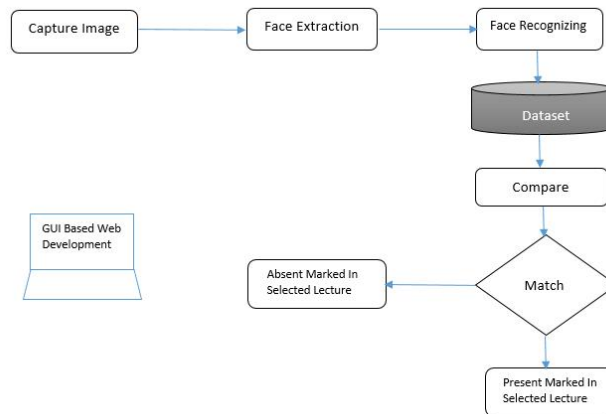 Capture Image
Face Extraction
Face Recognizing
Dataset
Compare
GUI Based Web
Development
Absent Marked In
Selected Lecture
Match
Present Marked In
Selected Lecture